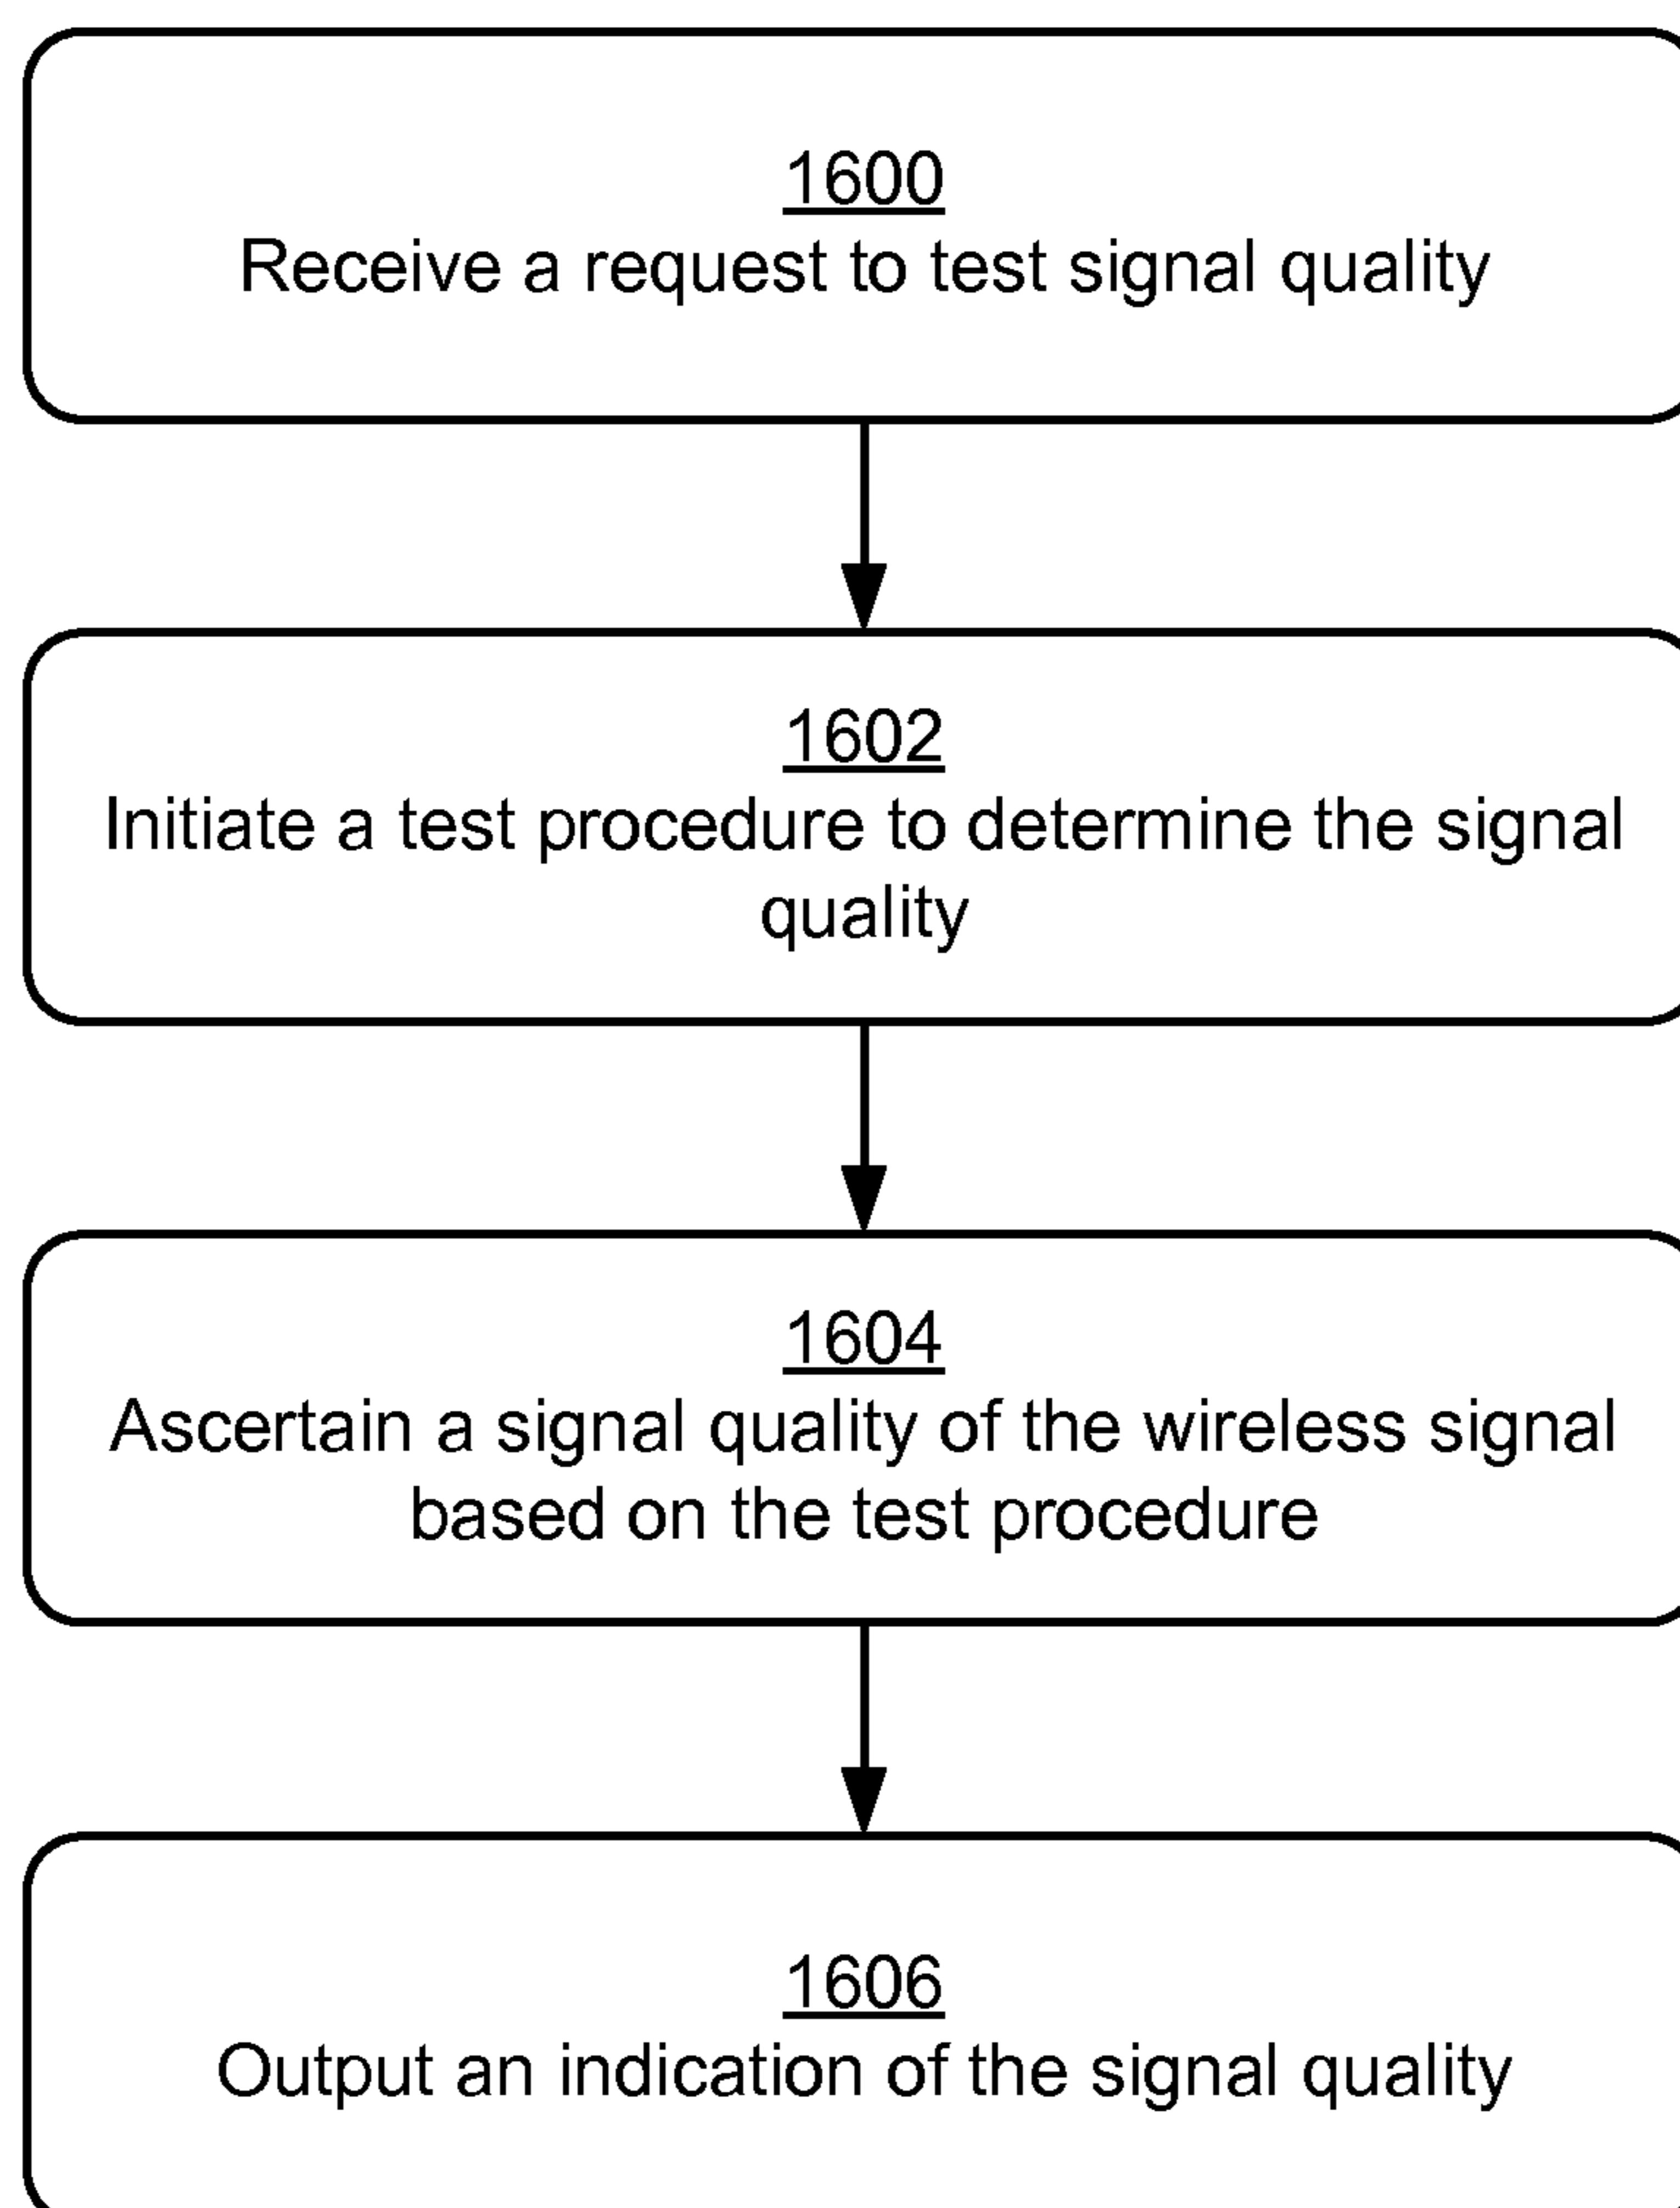 1600
Receive a request to test signal quality
1602
Initiate a test procedure to determine the signal
quality
1604
Ascertain a signal quality of the wireless signal
based on the test procedure
1606
Output an indication of the signal quality